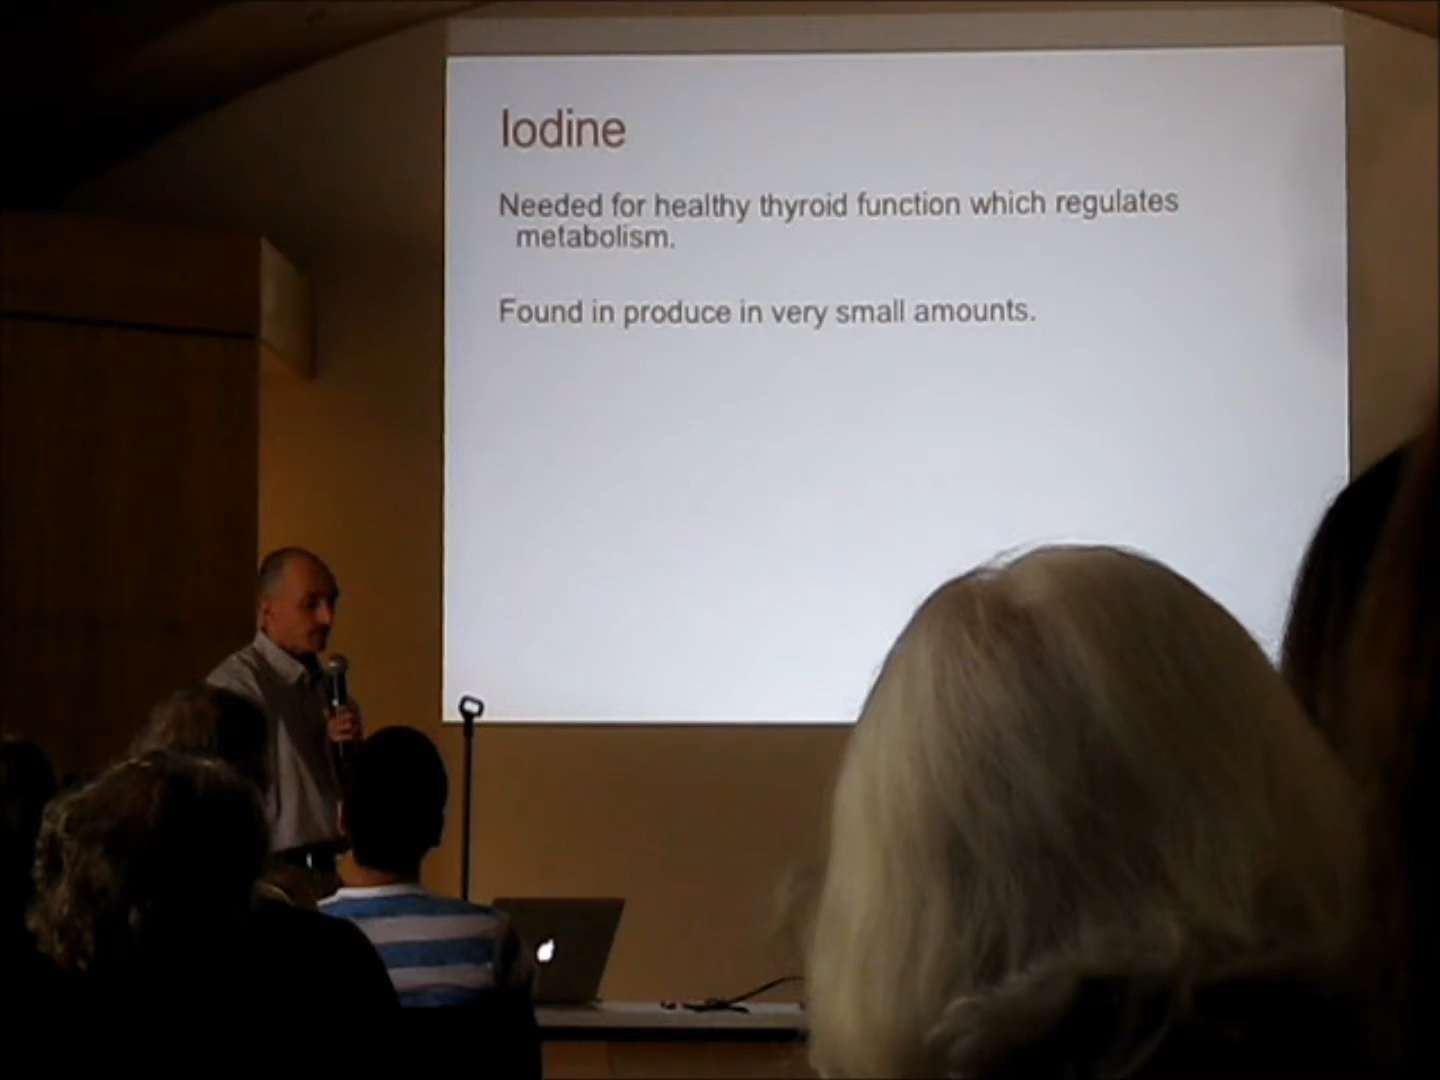 Iodine
Needed for healthy thyroid function which regulates
metabolism.
Found in produce in very small amounts.